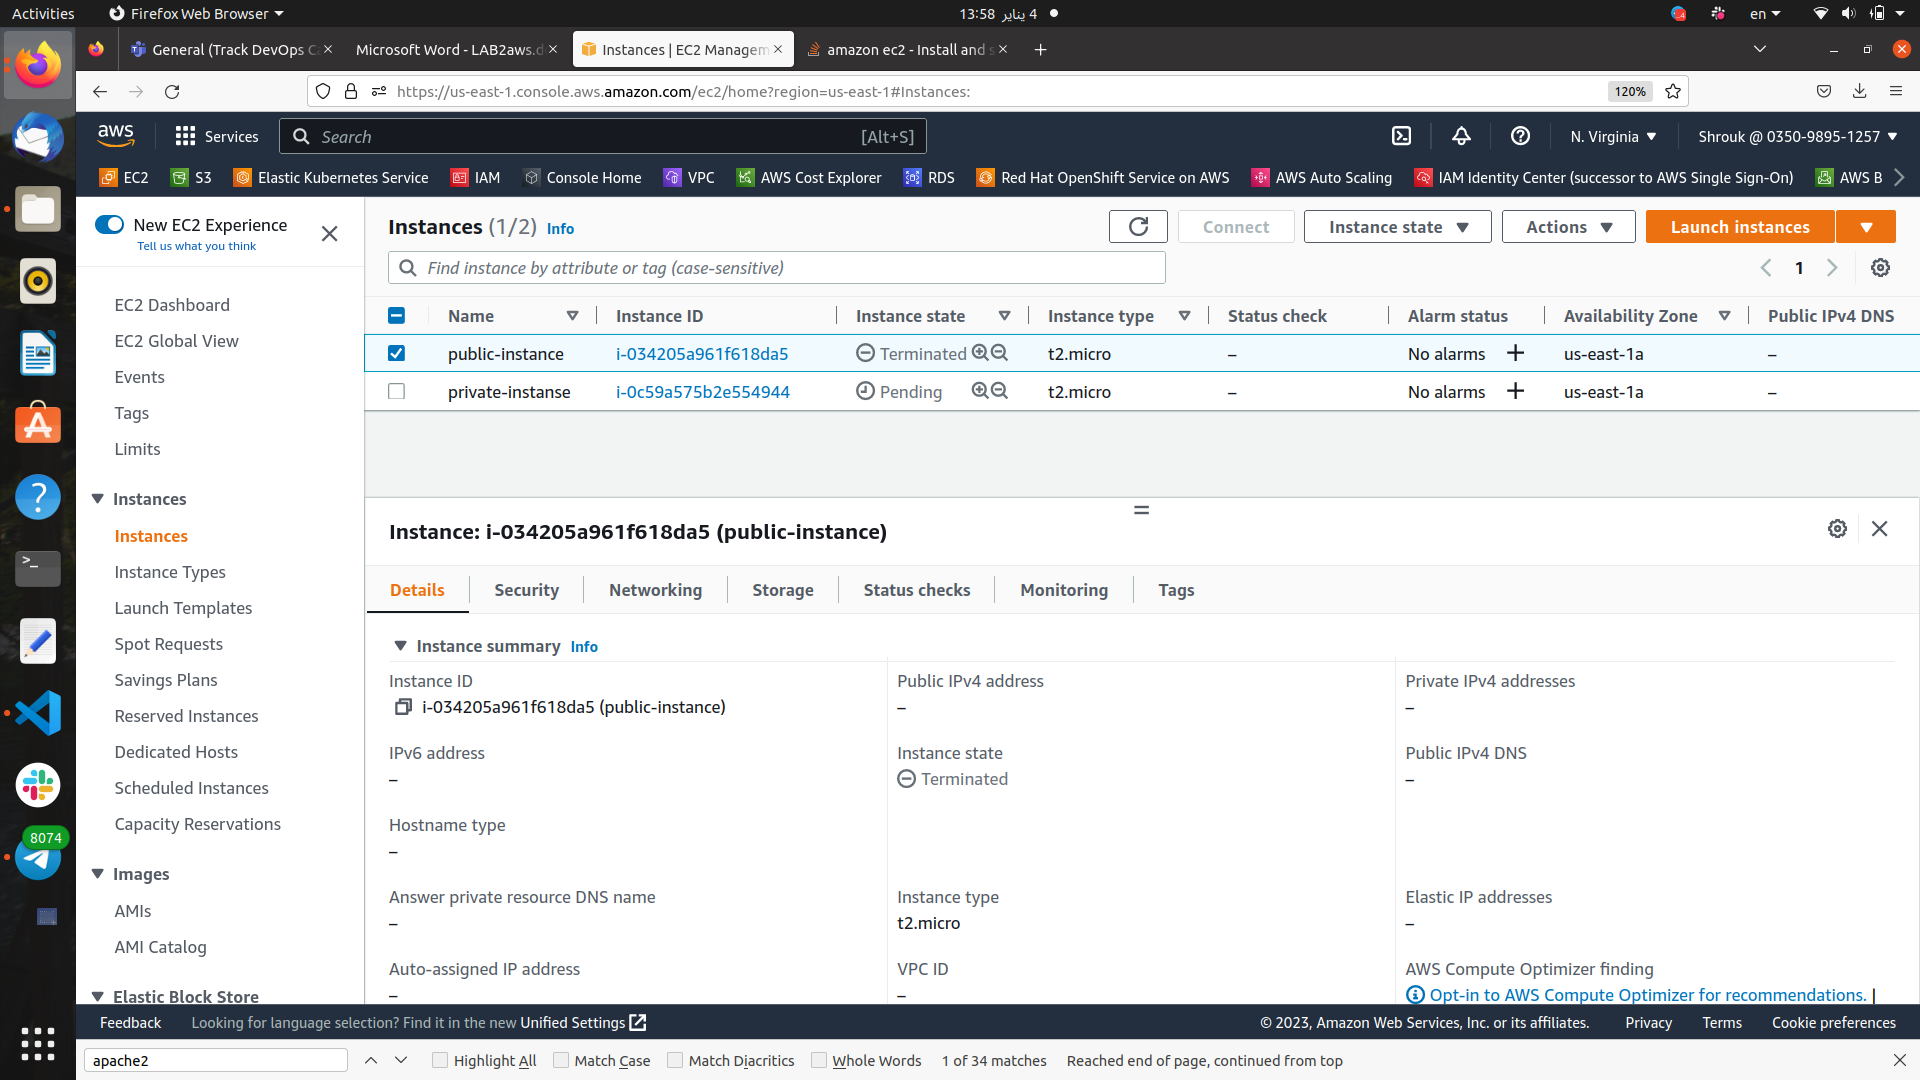 Activities
Firefox Web Browser
13:58 4 يناير
en
General (Track DevOps C
Microsoft Word - LAB2aws.d
Instances | EC2 Managem
amazon ec2 - Install and s
https://us-east-1.console.aws.amazon.com/ec2/home?region=us-east-1#Instances:
120%
aws
Services
Search
[Alt+S]
N. Virginia
Shrouk @ 0350-9895-1257
EC2
S3
Elastic Kubernetes Service
IAM
Console Home
VPC
AWS Cost Explorer
RDS
Red Hat OpenShift Service on AWS
AWS Auto Scaling
IAM Identity Center (successor to AWS Single Sign-On)
AWS B
New EC2 Experience
Tell us what you think
EC2 Dashboard
EC2 Global View
Events
Tags
Limits
Instances
Instances
Instance Types
Launch Templates
Spot Requests
Savings Plans
Reserved Instances
Dedicated Hosts
Scheduled Instances
Capacity Reservations
Images
AMIs
AMI Catalog
Elastic Block Store
8074
Instances (1/2) Info
Connect
Instance state
Actions
Launch instances
Find instance by attribute or tag (case-sensitive)
1
Name Instance ID Instance state Instance type Status check Alarm status Availability Zone Public IPv4 DNS
public-instance i-034205a961f618da5 Terminated t2.micro – No alarms + us-east-1a –
private-instanse i-0c59a575b2e554944 Pending t2.micro – No alarms + us-east-1a –
Instance: i-034205a961f618da5 (public-instance)
Details Security Networking Storage Status checks Monitoring Tags
Instance summary Info
Instance ID
i-034205a961f618da5 (public-instance)
Public IPv4 address
–
Private IPv4 addresses
–
IPv6 address
–
Instance state
Terminated
Public IPv4 DNS
–
Hostname type
–
Answer private resource DNS name
–
Instance type
t2.micro
Elastic IP addresses
–
Auto-assigned IP address
–
VPC ID
–
AWS Compute Optimizer finding
Opt-in to AWS Compute Optimizer for recommendations. |
Feedback
Looking for language selection? Find it in the new Unified Settings
© 2023, Amazon Web Services, Inc. or its affiliates.
Privacy
Terms
Cookie preferences
apache2
Highlight All
Match Case
Match Diacritics
Whole Words
1 of 34 matches
Reached end of page, continued from top